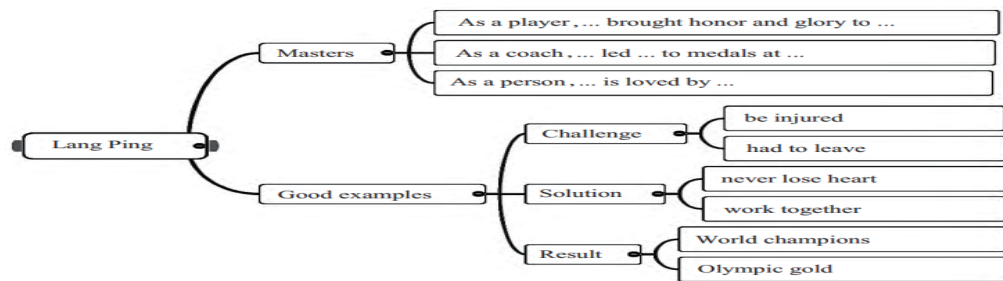 Lang Ping
Masters
As a player, ... brought honor and glory to ...
As a coach, ... led ... to medals at ...
As a person, ... is loved by ...
Good examples
Challenge
be injured
had to leave
Solution
never lose heart
work together
Result
World champions
Olympic gold